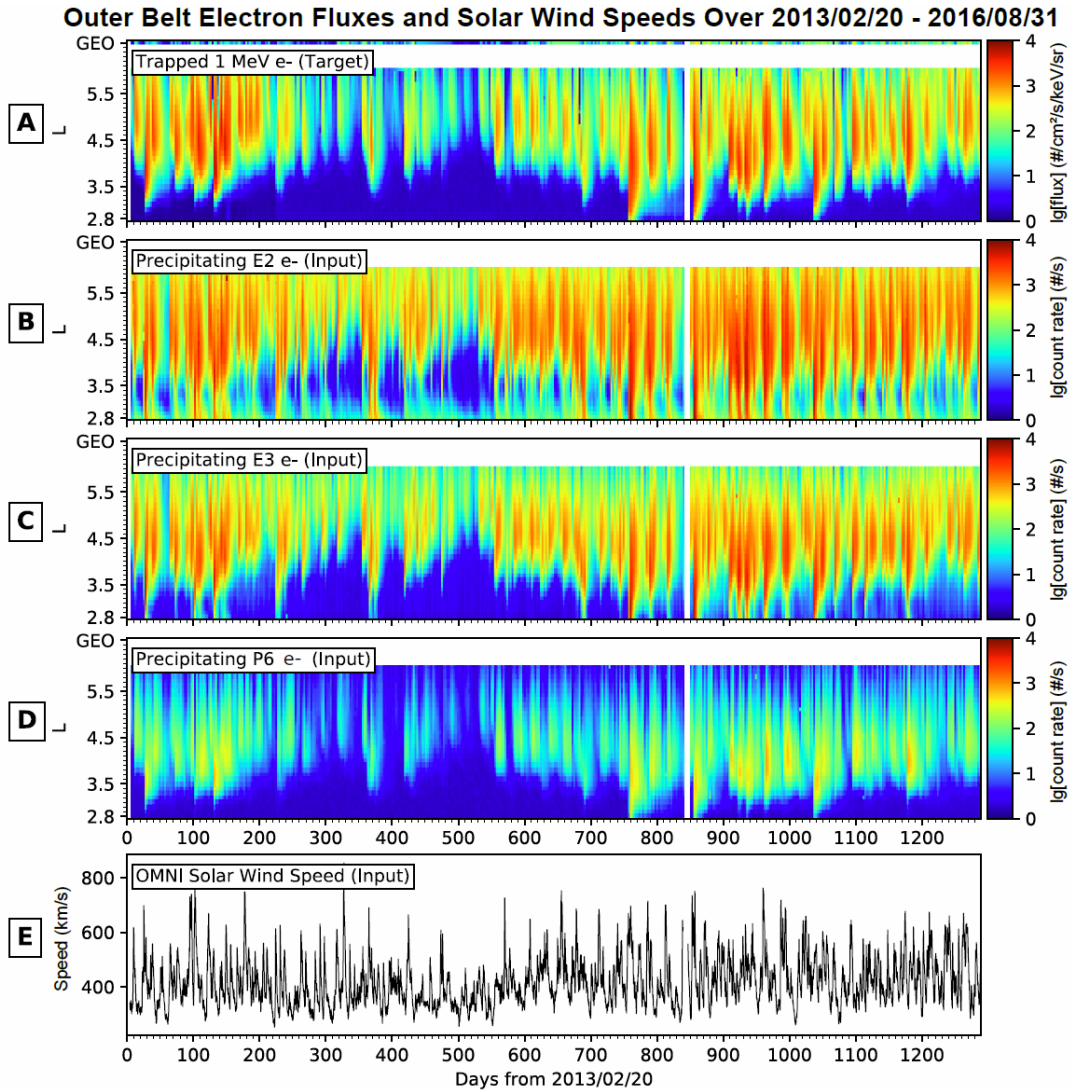 Outer Belt Electron Fluxes and Solar Wind Speeds Over 2013/02/20 - 2016/08/31
A
L
GEO
5.5
4.5
3.5
2.8
Trapped 1 MeV e- (Target)
4
3
2
1
0
lg[flux] (#/cm²/s/keV/sr)
B
L
GEO
5.5
4.5
3.5
2.8
Precipitating E2 e- (Input)
4
3
2
1
0
lg[count rate] (#/s)
C
L
GEO
5.5
4.5
3.5
2.8
Precipitating E3 e- (Input)
4
3
2
1
0
lg[count rate] (#/s)
D
L
GEO
5.5
4.5
3.5
2.8
Precipitating P6 e- (Input)
4
3
2
1
0
lg[count rate] (#/s)
0 100 200 300 400 500 600 700 800 900 1000 1100 1200
E
Speed (km/s)
800
600
400
OMNI Solar Wind Speed (Input)
0 100 200 300 400 500 600 700 800 900 1000 1100 1200
Days from 2013/02/20